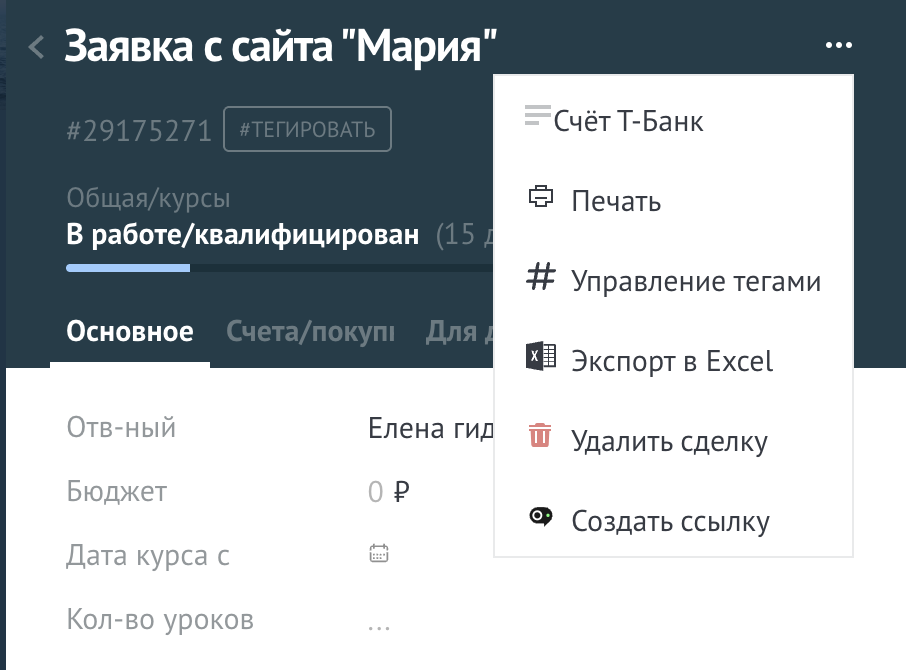 Заявка с сайта "Мария"
#29175271 #ТЕГИРОВАТЬ
Общая/курсы
В работе/квалифицирован (15
Основное Счета/покупı Для
Отв-ный Елена гид
Бюджет 0 ₽
Дата курса с
Кол-во уроков ...
Счёт Т-Банк
Печать
Управление тегами
Экспорт в Excel
Удалить сделку
Создать ссылку